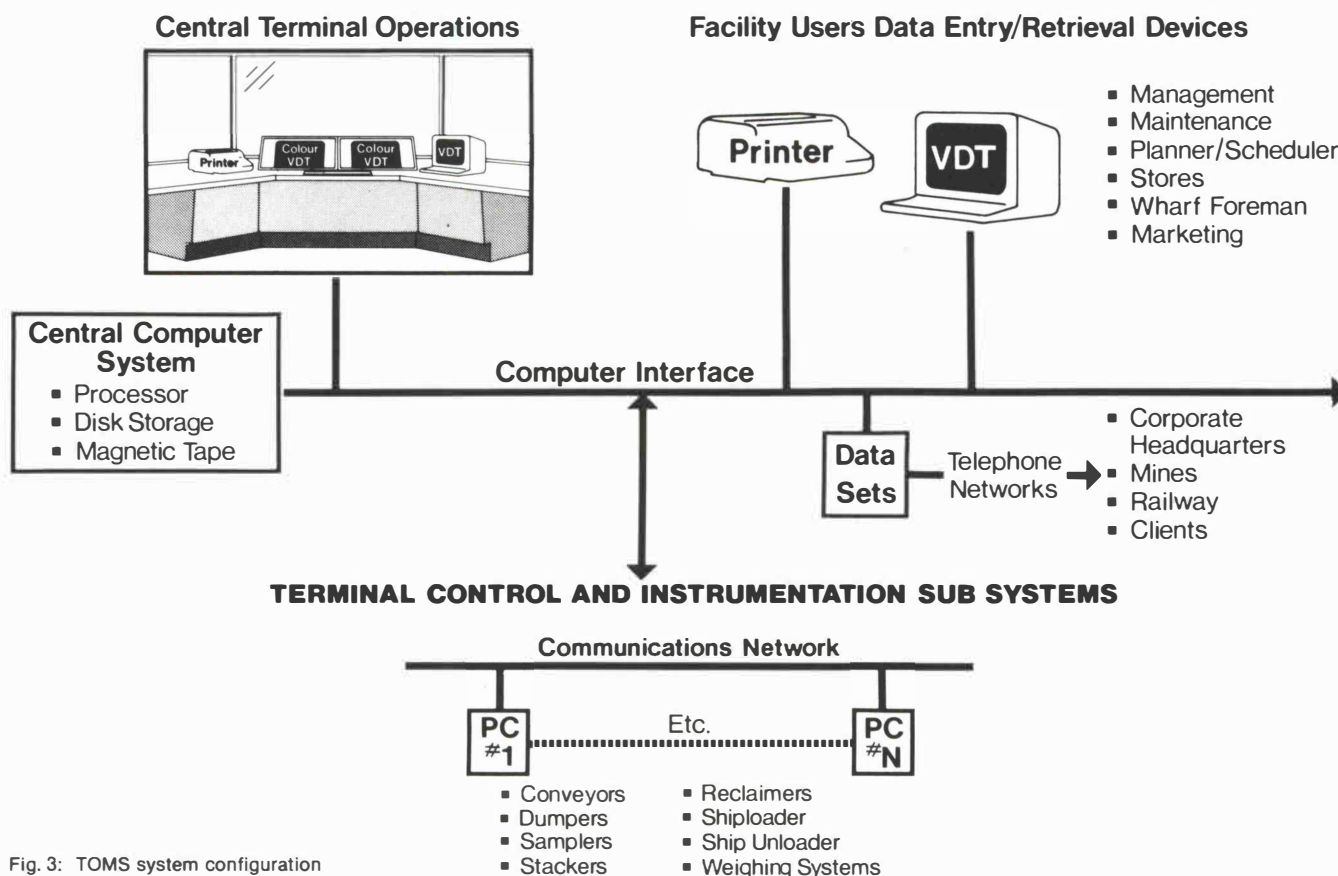 Central Terminal Operations
Printer
Colour
VDT
Colour
VDT
VDT
Facility Users Data Entry/Retrieval Devices
Printer
VDT
▪ Management
▪ Maintenance
▪ Planner/Scheduler
▪ Stores
▪ Wharf Foreman
▪ Marketing
Central Computer
System
▪ Processor
▪ Disk Storage
▪ Magnetic Tape
Computer Interface
Data
Sets
Telephone
Networks
▪ Corporate
Headquarters
▪ Mines
▪ Railway
▪ Clients
TERMINAL CONTROL AND INSTRUMENTATION SUB SYSTEMS
Communications Network
PC
#1
Etc.
PC
#N
▪ Conveyors
▪ Dumpers
▪ Samplers
▪ Stackers
▪ Reclaimers
▪ Shiploader
▪ Ship Unloader
▪ Weighing Systems
Fig. 3: TOMS system configuration